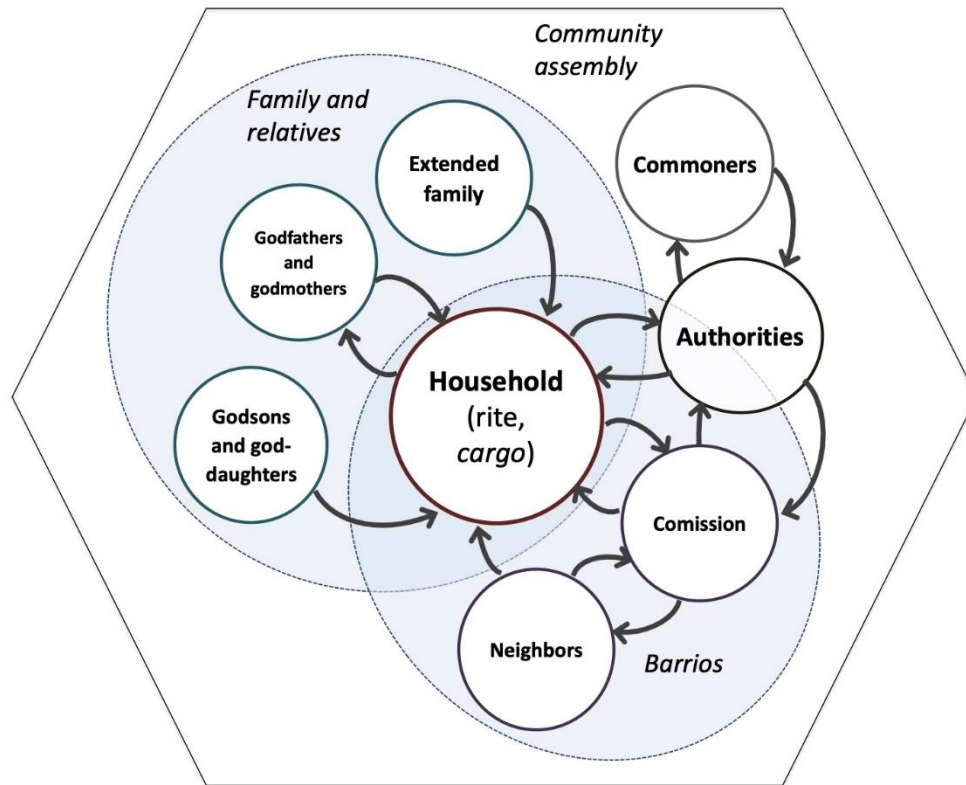 Community
assembly
Family and
relatives
Extended
family
Commoners
Godfathers
and
godmothers
Authorities
Household
(rite,
cargo)
Godsons
and god-
daughters
Comission
Neighbors
Barrios